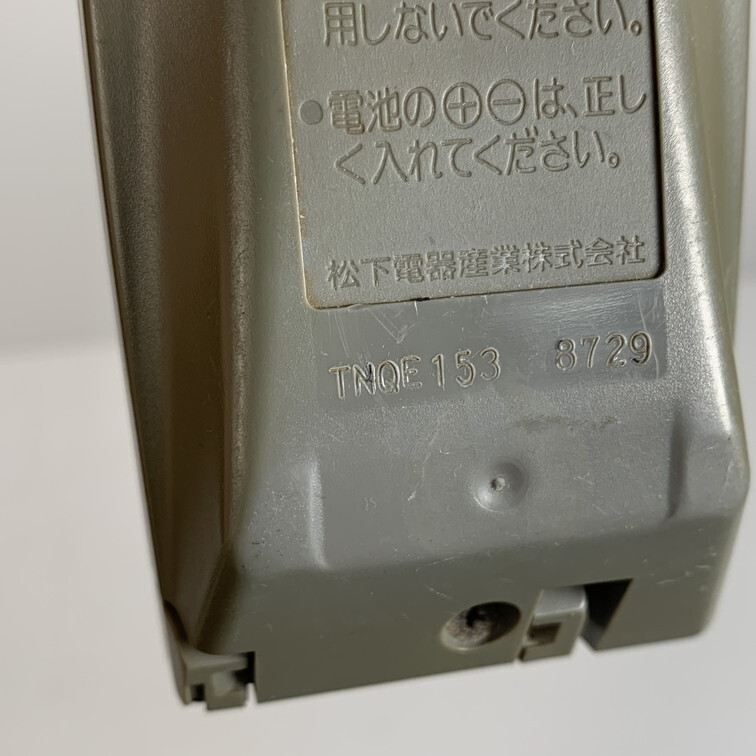 用しないでください。
●電池の⊕⊖は、正し
く入れてください。
松下電器産業株式会社
TNQE153 8729